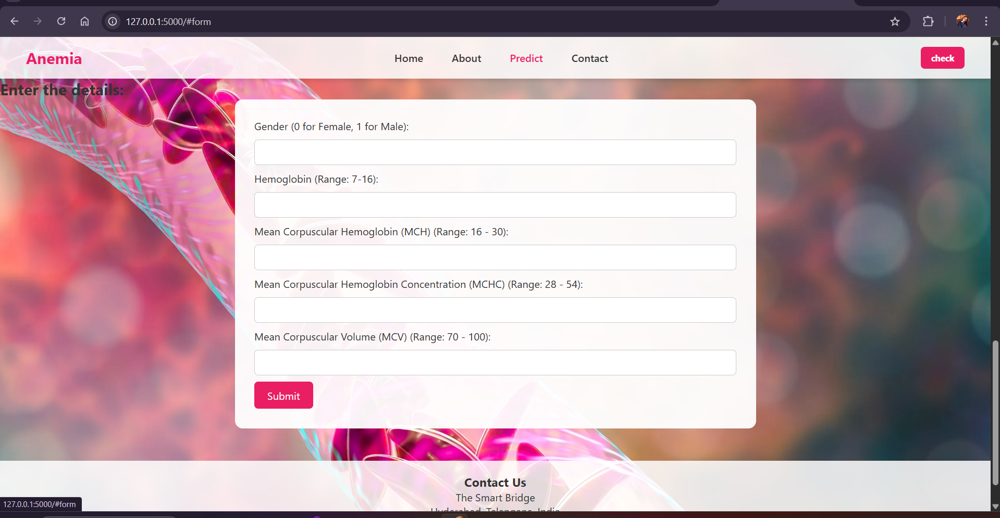 127.0.0.1:5000/#form
Anemia
Home About Predict Contact
check
Enter the details:
Gender (0 for Female, 1 for Male):
Hemoglobin (Range: 7-16):
Mean Corpuscular Hemoglobin (MCH) (Range: 16 - 30):
Mean Corpuscular Hemoglobin Concentration (MCHC) (Range: 28 - 54):
Mean Corpuscular Volume (MCV) (Range: 70 - 100):
Submit
Contact Us
The Smart Bridge
Hyderabad, Telangana, India
127.0.0.1:5000/#form